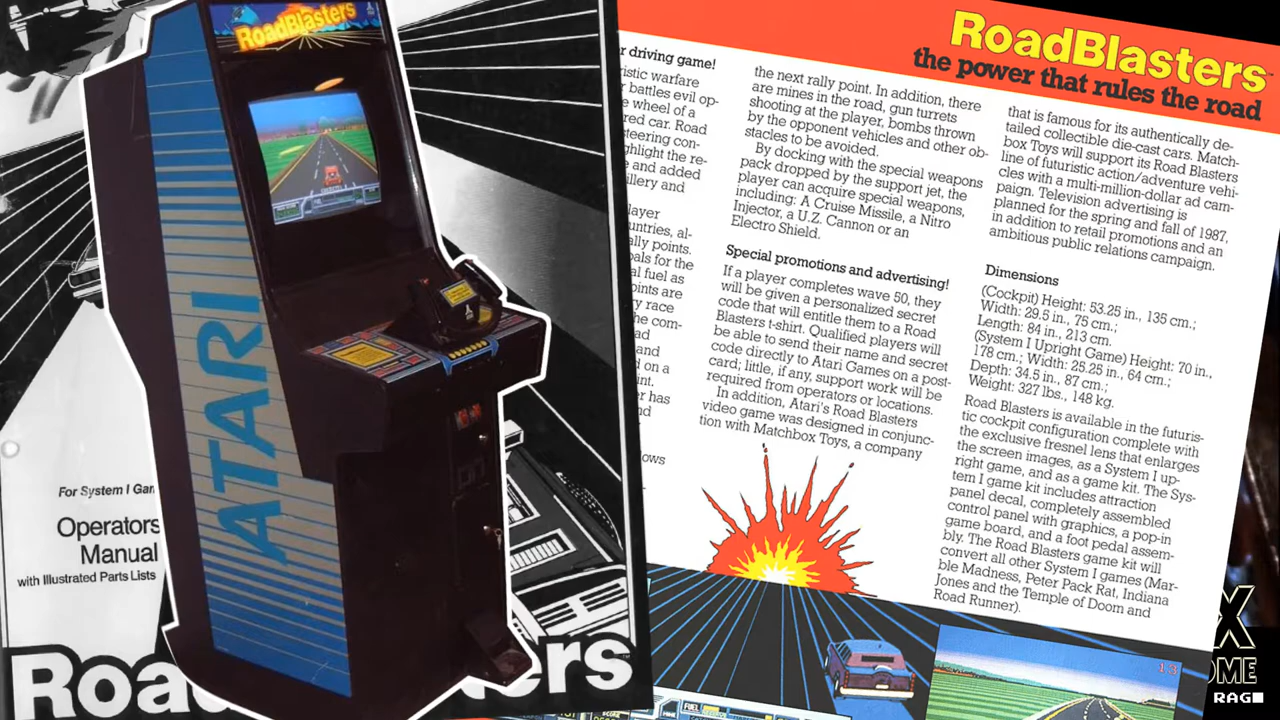 RoadBlasters
ATARI
For System I Gam
Operators
Manual
with Illustrated Parts Lists
Roa
sters
r driving game!
ristic warfare
r battles evil op-
e wheel of a
red car. Road
steering con-
ghlight the re-
e and added
illery and
layer
untries, al-
ally points.
oals for the
al fuel as
oints are
ry race
he com-
ad
and
d on a
nt.
er has
nd
lows
the next rally point. In addition, there
are mines in the road, gun turrets
shooting at the player, bombs thrown
by the opponent vehicles and other ob-
stacles to be avoided.
By docking with the special weapons
pack dropped by the support jet, the
player can acquire special weapons,
including: A Cruise Missile, a Nitro
Injector, a U.Z. Cannon or an
Electro Shield.
Special promotions and advertising!
If a player completes wave 50, they
will be given a personalized secret
code that will entitle them to a Road
Blasters t-shirt. Qualified players will
be able to send their name and secret
code directly to Atari Games on a post-
card; little, if any, support work will be
required from operators or locations.
In addition, Atari's Road Blasters
video game was designed in conjunc-
tion with Matchbox Toys, a company
RoadBlasters™
the power that rules the road
that is famous for its authentically de-
tailed collectible die-cast cars. Match-
box Toys will support its Road Blasters
line of futuristic action/adventure vehi-
cles with a multi-million-dollar ad cam-
paign. Television advertising is
planned for the spring and fall of 1987,
in addition to retail promotions and an
ambitious public relations campaign.
Dimensions
(Cockpit) Height: 53.25 in., 135 cm.;
Width: 29.5 in., 75 cm.;
Length: 84 in., 213 cm.
(System I Upright Game) Height: 70 in.,
178 cm.; Width: 25.25 in., 64 cm.;
Depth: 34.5 in., 87 cm.;
Weight: 327 lbs., 148 kg.
Road Blasters is available in the futuris-
tic cockpit configuration complete with
the exclusive fresnel lens that enlarges
the screen images, as a System I up-
right game, and as a game kit. The Sys-
tem I game kit includes attraction
panel decal, completely assembled
control panel with graphics, a pop-in
game board, and a foot pedal assem-
bly. The Road Blasters game kit will
convert all other System I games (Mar-
ble Madness, Peter Pack Rat, Indiana
Jones and the Temple of Doom and
Road Runner).
13
FUEL
X
OME
RAG